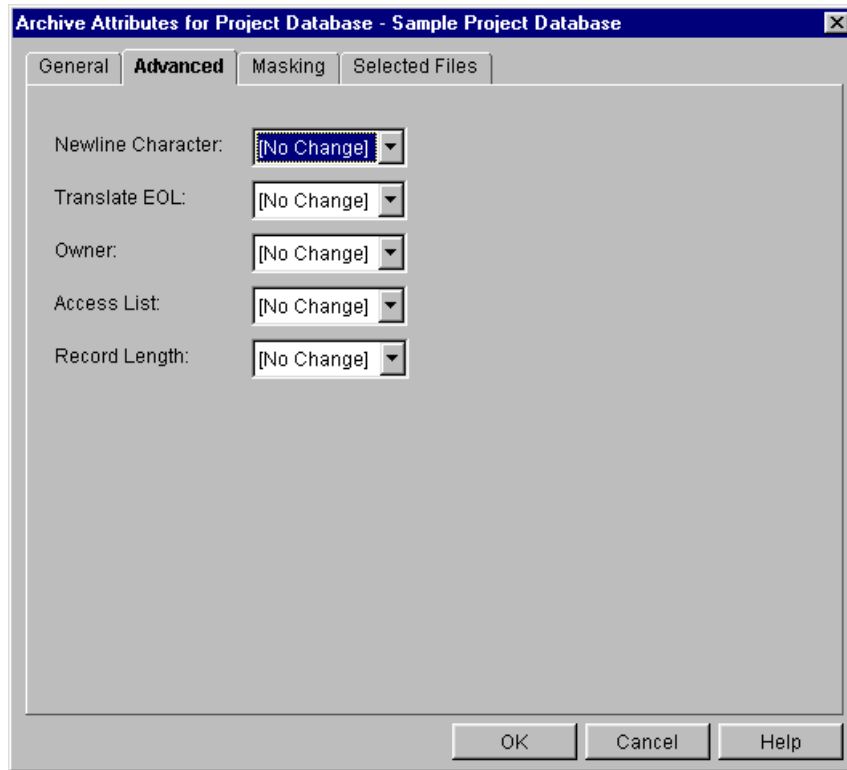 Archive Attributes for Project Database - Sample Project Database
General Advanced Masking Selected Files
Newline Character: [No Change]
Translate EOL: [No Change]
Owner: [No Change]
Access List: [No Change]
Record Length: [No Change]
OK Cancel Help